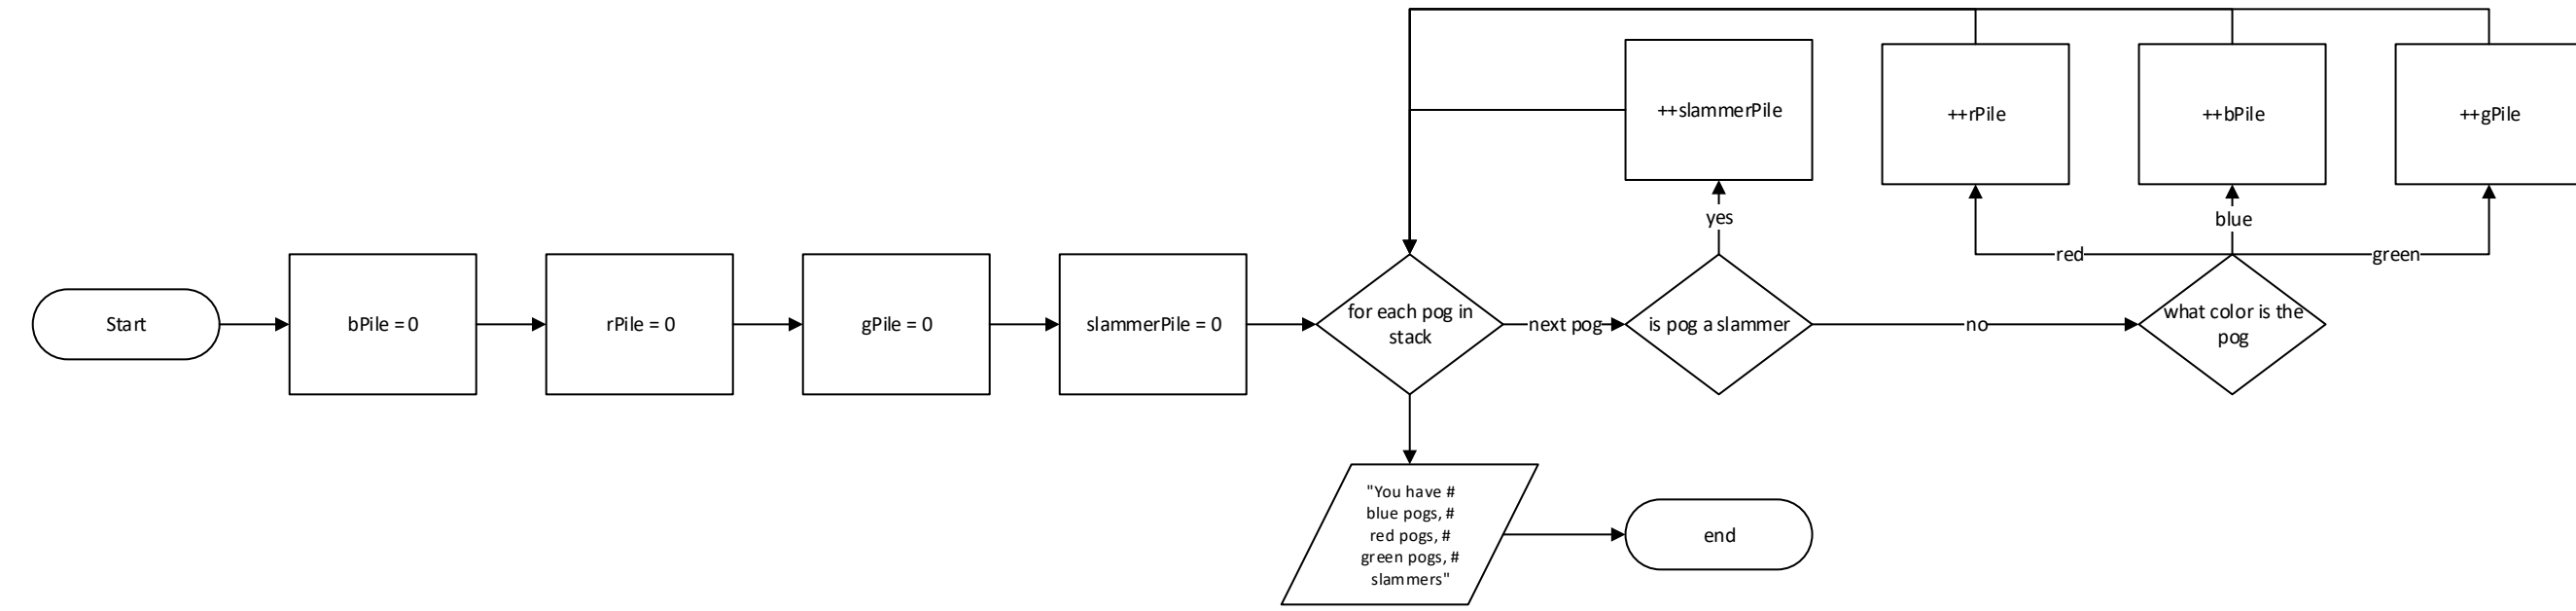 Start
bPile = 0
rPile = 0
gPile = 0
slammerPile = 0
for each pog in
stack
next pog
is pog a slammer
yes
++slammerPile
no
what color is the
pog
red
blue
green
++rPile
++bPile
++gPile
"You have #
blue pogs, #
red pogs, #
green pogs, #
slammers"
end